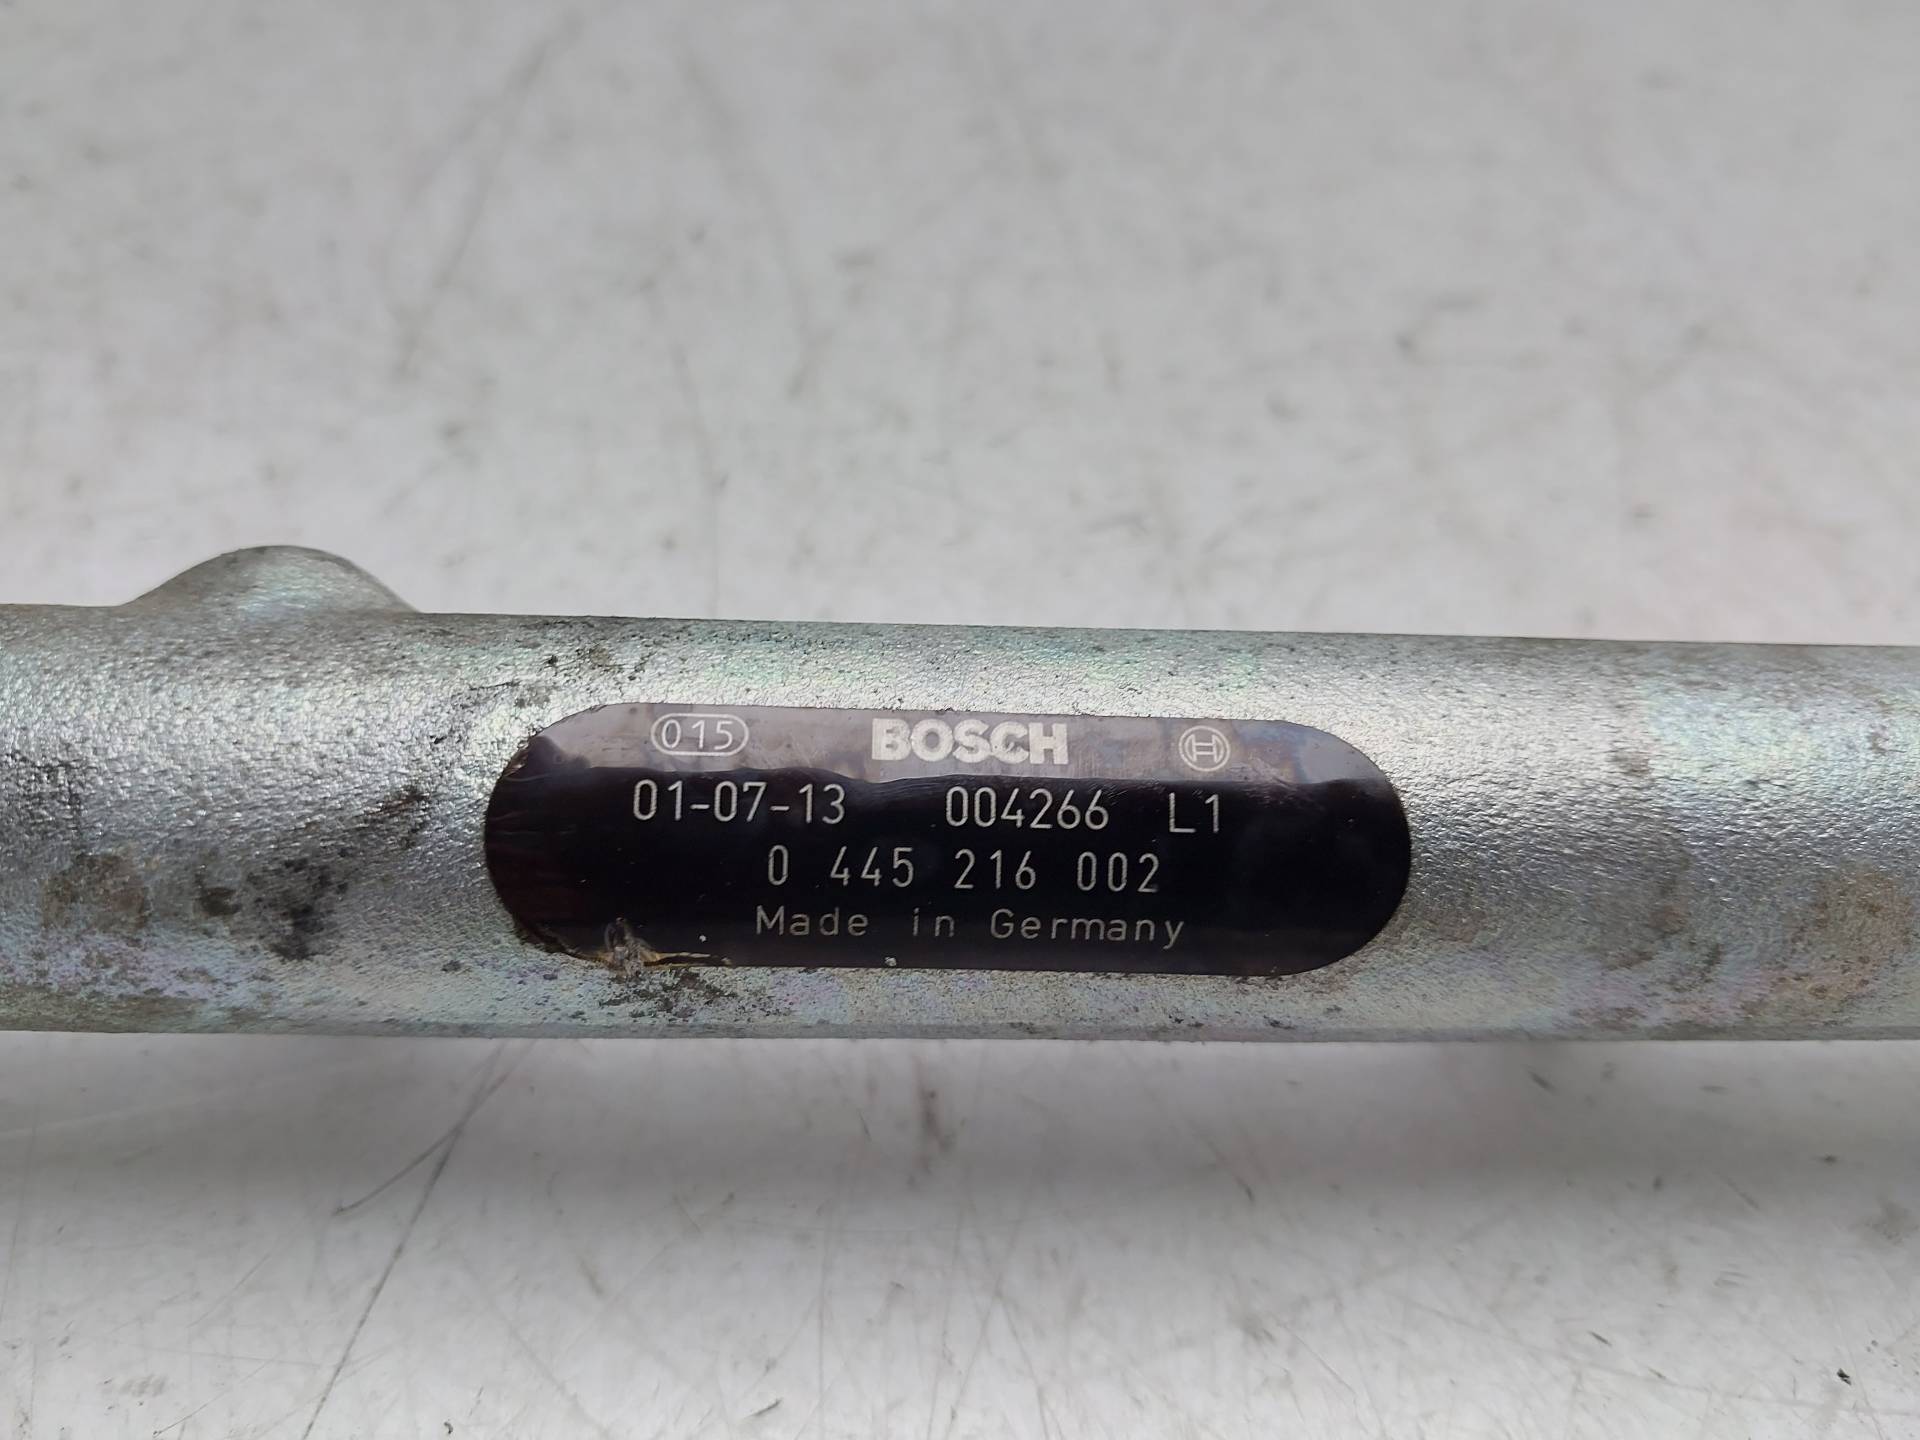 015 BOSCH
01-07-13 004266 L1
0 445 216 002
Made in Germany